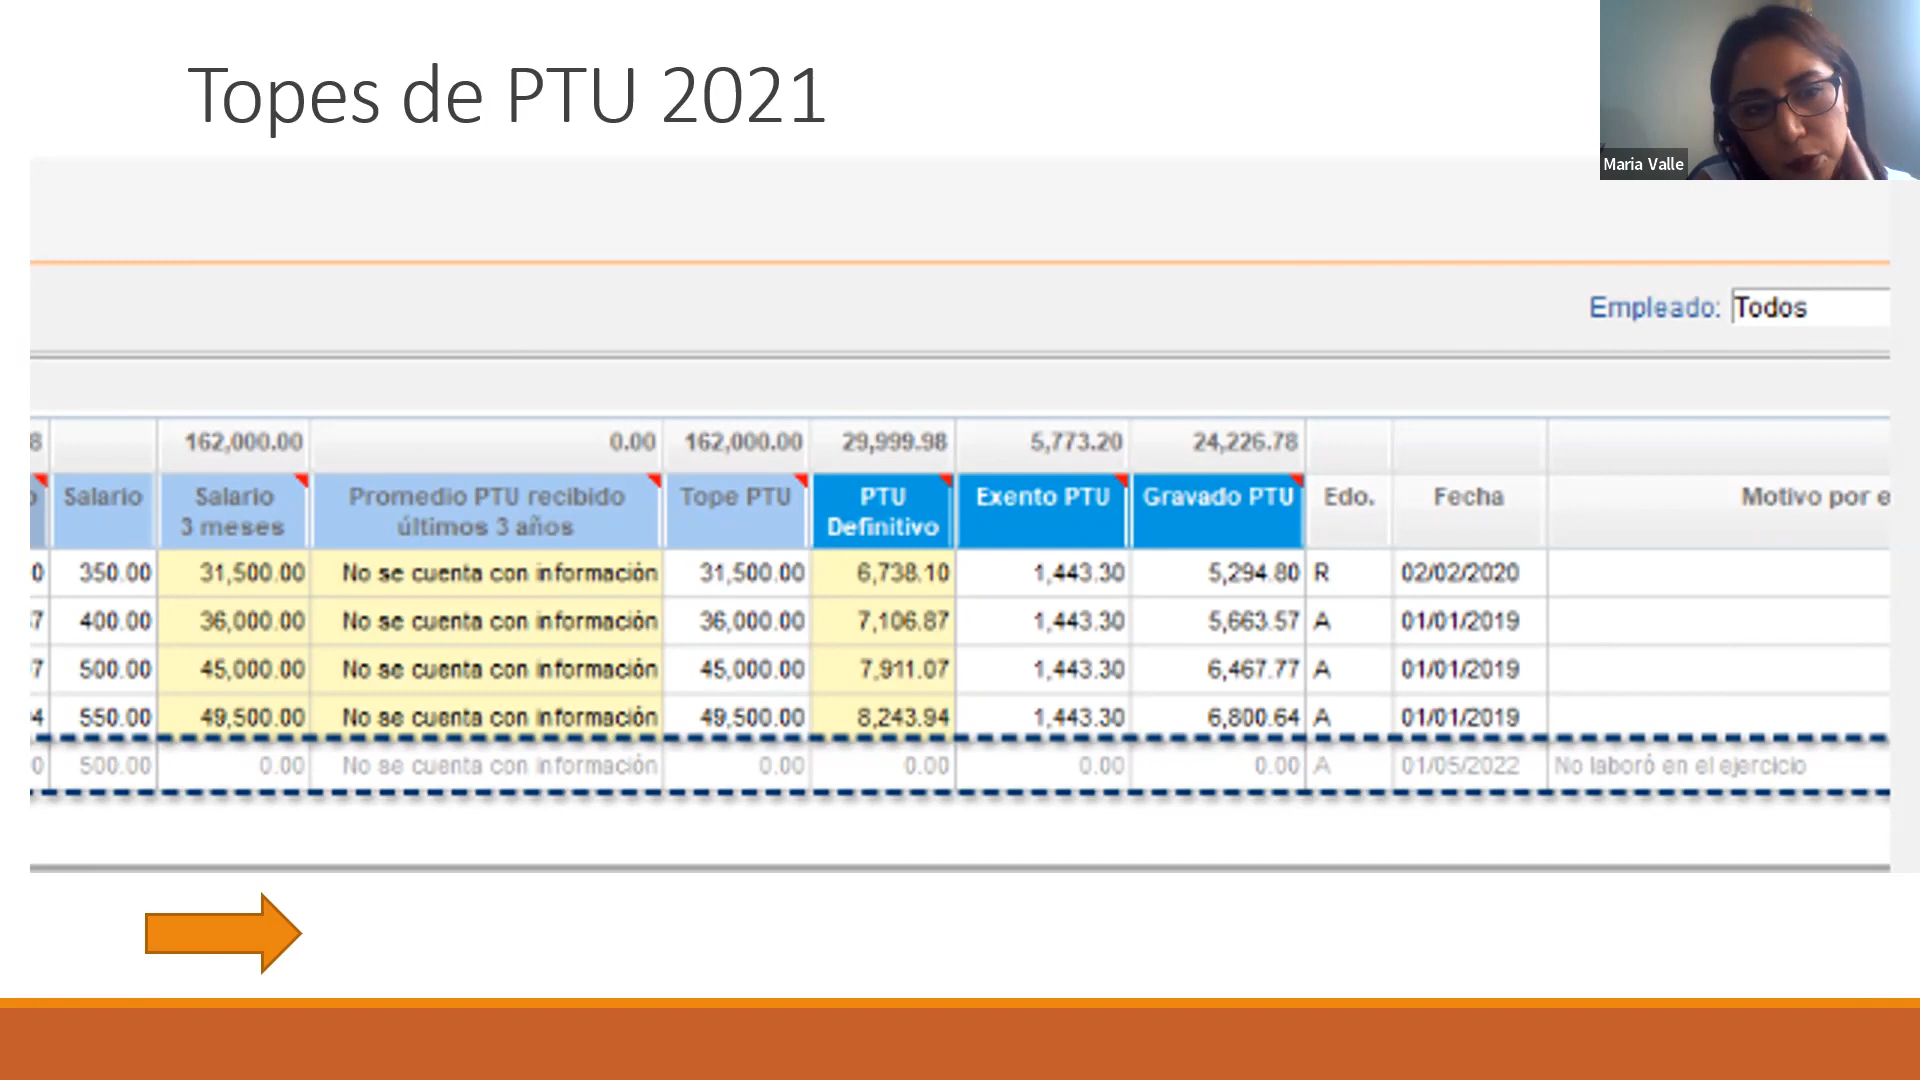 Topes de PTU 2021
Maria Valle
Empleado: Todos
8 162,000.00 0.00 162,000.00 29,999.98 5,773.20 24,226.78
Salario Salario 3 meses Promedio PTU recibido últimos 3 años Tope PTU PTU Definitivo Exento PTU Gravado PTU Edo. Fecha Motivo por e
0 350.00 31,500.00 No se cuenta con información 31,500.00 6,738.10 1,443.30 5,294.80 R 02/02/2020
7 400.00 36,000.00 No se cuenta con información 36,000.00 7,106.87 1,443.30 5,663.57 A 01/01/2019
7 500.00 45,000.00 No se cuenta con información 45,000.00 7,911.07 1,443.30 6,467.77 A 01/01/2019
4 550.00 49,500.00 No se cuenta con información 49,500.00 8,243.94 1,443.30 6,800.64 A 01/01/2019
0 500.00 0.00 No se cuenta con información 0.00 0.00 0.00 0.00 A 01/05/2022 No laboró en el ejercicio